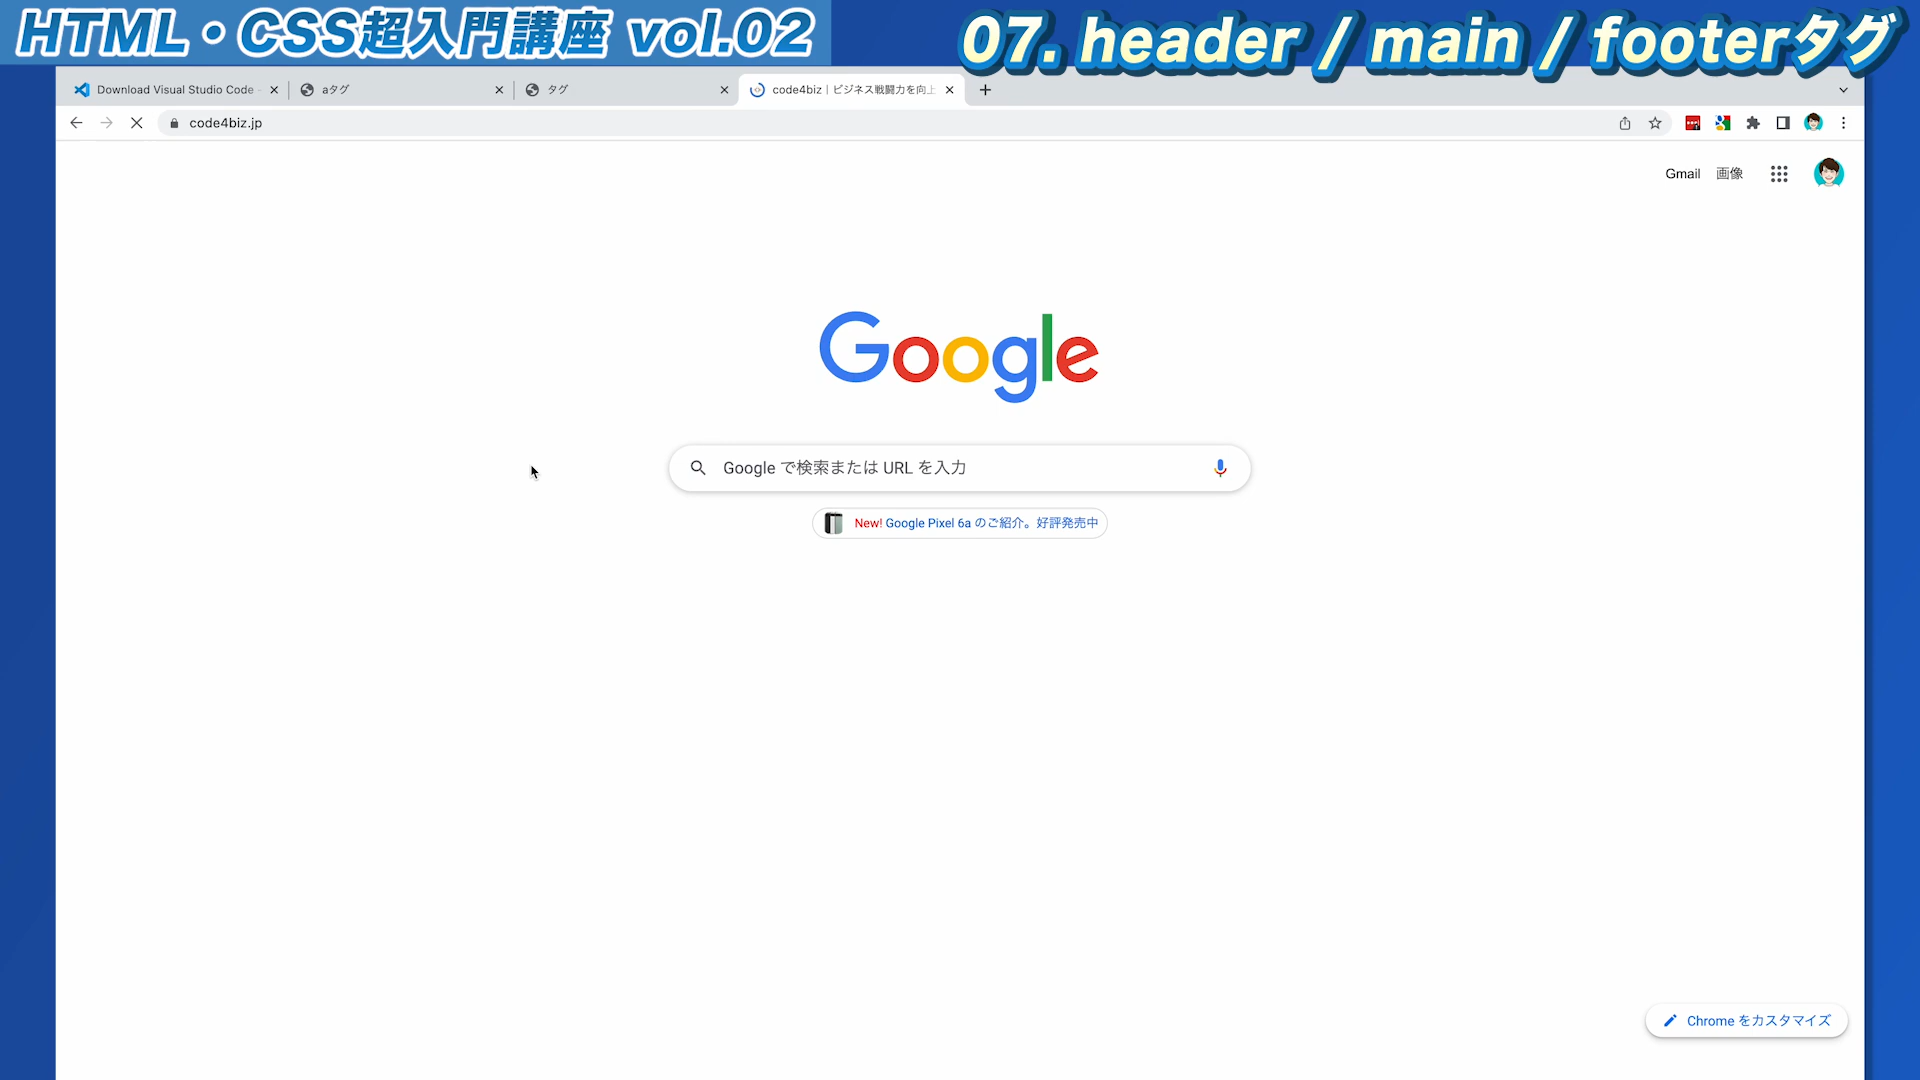 HTML・CSS超入門講座 vol.02
07. header / main / footerタグ
Download Visual Studio Code -
aタグ
タグ
code4biz｜ビジネス戦闘力を向上
code4biz.jp
Gmail
画像
Google
Google で検索または URL を入力
New! Google Pixel 6a のご紹介。好評発売中
Chrome をカスタマイズ